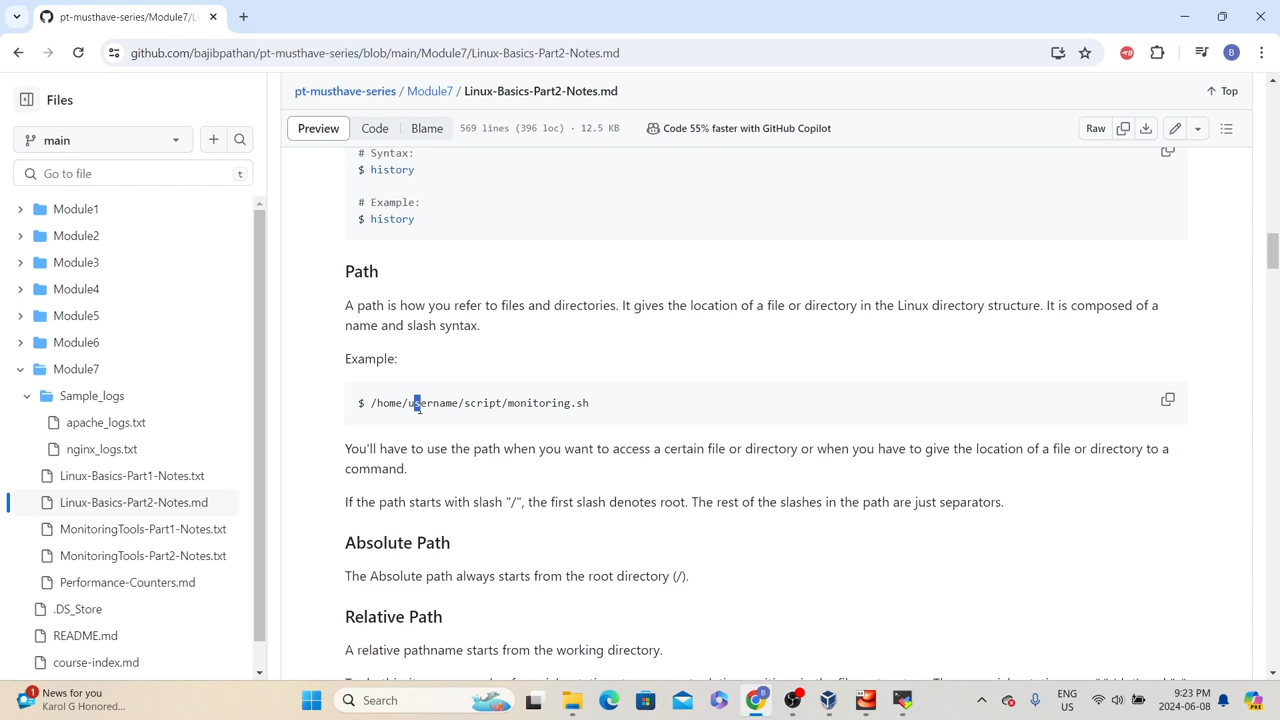 pt-musthave-series/Module7/L
github.com/bajibpathan/pt-musthave-series/blob/main/Module7/Linux-Basics-Part2-Notes.md
B
Files
main
Go to file
t
Module1
Module2
Module3
Module4
Module5
Module6
Module7
Sample_logs
apache_logs.txt
nginx_logs.txt
Linux-Basics-Part1-Notes.txt
Linux-Basics-Part2-Notes.md
MonitoringTools-Part1-Notes.txt
MonitoringTools-Part2-Notes.txt
Performance-Counters.md
.DS_Store
README.md
course-index.md
pt-musthave-series / Module7 / Linux-Basics-Part2-Notes.md
Top
Preview Code Blame 569 lines (396 loc) · 12.5 KB Code 55% faster with GitHub Copilot Raw
# Syntax:
$ history
# Example:
$ history
Path
A path is how you refer to files and directories. It gives the location of a file or directory in the Linux directory structure. It is composed of a
name and slash syntax.
Example:
$ /home/username/script/monitoring.sh
You'll have to use the path when you want to access a certain file or directory or when you have to give the location of a file or directory to a
command.
If the path starts with slash "/", the first slash denotes root. The rest of the slashes in the path are just separators.
Absolute Path
The Absolute path always starts from the root directory (/).
Relative Path
A relative pathname starts from the working directory.
1
News for you
Karol G Honored...
Search
ENG
US
9:23 PM
2024-06-08